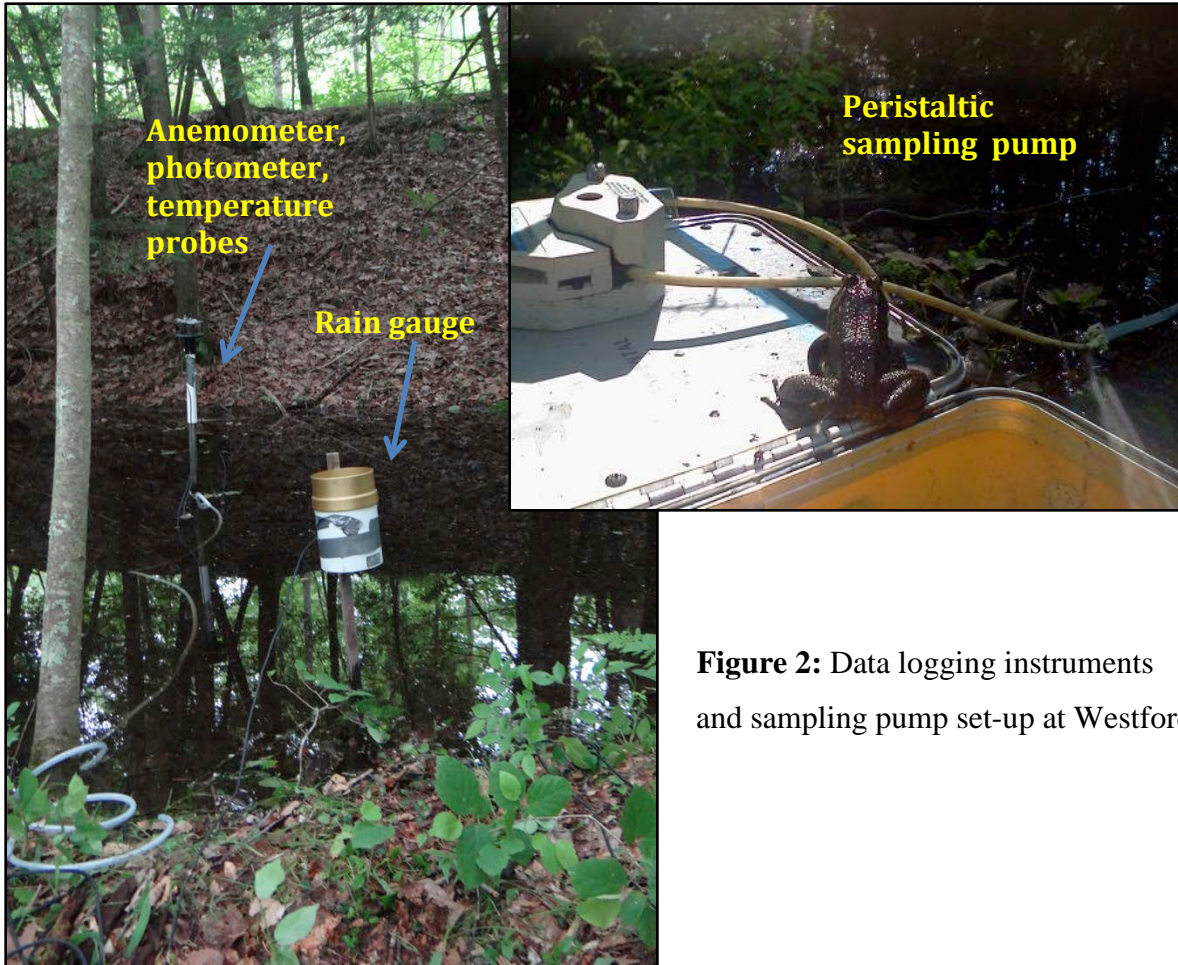 Anemometer,
photometer,
temperature
probes
Rain gauge
Peristaltic
sampling pump
Figure 2: Data logging instruments
and sampling pump set-up at